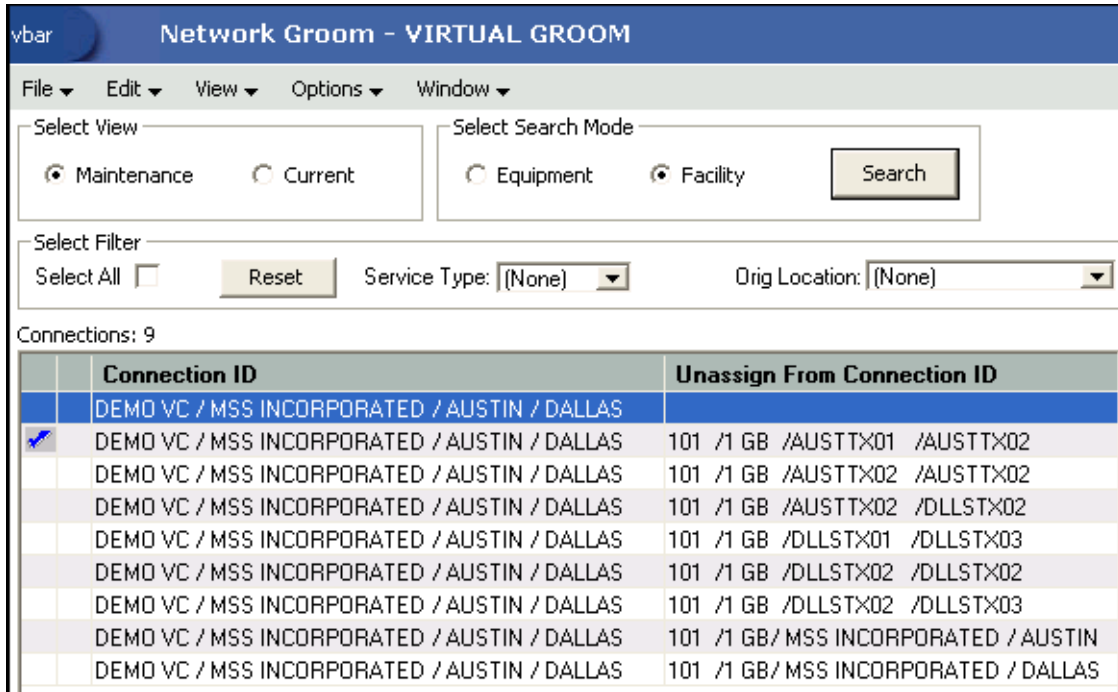 vbar Network Groom - VIRTUAL GROOM
File Edit View Options Window
Select View Select Search Mode
Maintenance Current Equipment Facility Search
Select Filter
Select All Reset Service Type: (None) Orig Location: (None)
Connections: 9
Connection ID Unassign From Connection ID
DEMO VC / MSS INCORPORATED / AUSTIN / DALLAS
DEMO VC / MSS INCORPORATED / AUSTIN / DALLAS 101 /1 GB /AUSTTX01 /AUSTTX02
DEMO VC / MSS INCORPORATED / AUSTIN / DALLAS 101 /1 GB /AUSTTX02 /AUSTTX02
DEMO VC / MSS INCORPORATED / AUSTIN / DALLAS 101 /1 GB /AUSTTX02 /DLLSTX02
DEMO VC / MSS INCORPORATED / AUSTIN / DALLAS 101 /1 GB /DLLSTX01 /DLLSTX03
DEMO VC / MSS INCORPORATED / AUSTIN / DALLAS 101 /1 GB /DLLSTX02 /DLLSTX02
DEMO VC / MSS INCORPORATED / AUSTIN / DALLAS 101 /1 GB /DLLSTX02 /DLLSTX03
DEMO VC / MSS INCORPORATED / AUSTIN / DALLAS 101 /1 GB/ MSS INCORPORATED / AUSTIN
DEMO VC / MSS INCORPORATED / AUSTIN / DALLAS 101 /1 GB/ MSS INCORPORATED / DALLAS